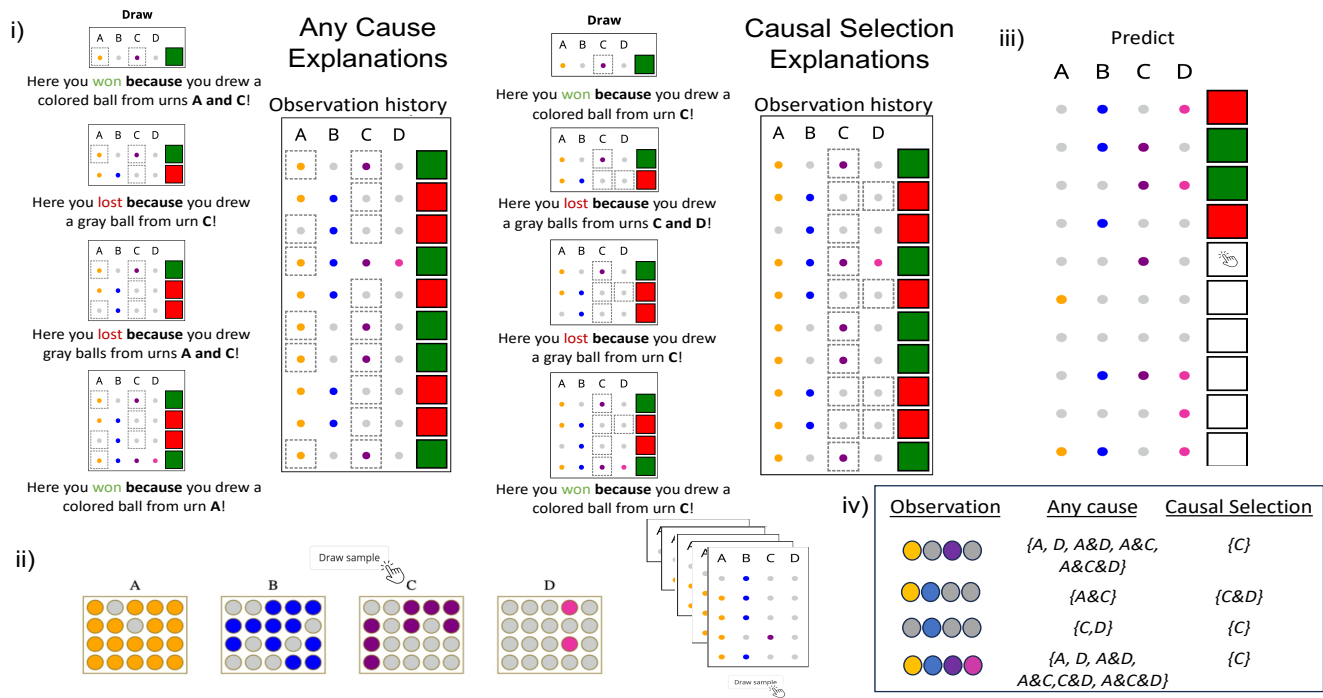 i)
Draw
A B C D
Here you won because you drew a
colored ball from urns A and C!
A B C D
Here you lost because you drew
a gray ball from urn C!
A B C D
Here you lost because you drew
gray balls from urns A and C!
A B C D
Here you won because you drew a
colored ball from urn A!
Any Cause
Explanations
Observation history
A B C D
Draw
A B C D
Here you won because you drew a
colored ball from urn C!
A B C D
Here you lost because you drew
a gray balls from urns C and D!
A B C D
Here you lost because you drew
a gray ball from urn C!
A B C D
Here you won because you drew a
colored ball from urn C!
Causal Selection
Explanations
Observation history
A B C D
iii)
Predict
A B C D
ii)
Draw sample
A B C D
A
A
A
A
A B C D
Draw sample
iv)
Observation Any cause Causal Selection
{A, D, A&D, A&C,
A&C&D}
{C}
{A&C} {C&D}
{C,D} {C}
{A, D, A&D,
A&C,C&D, A&C&D}
{C}